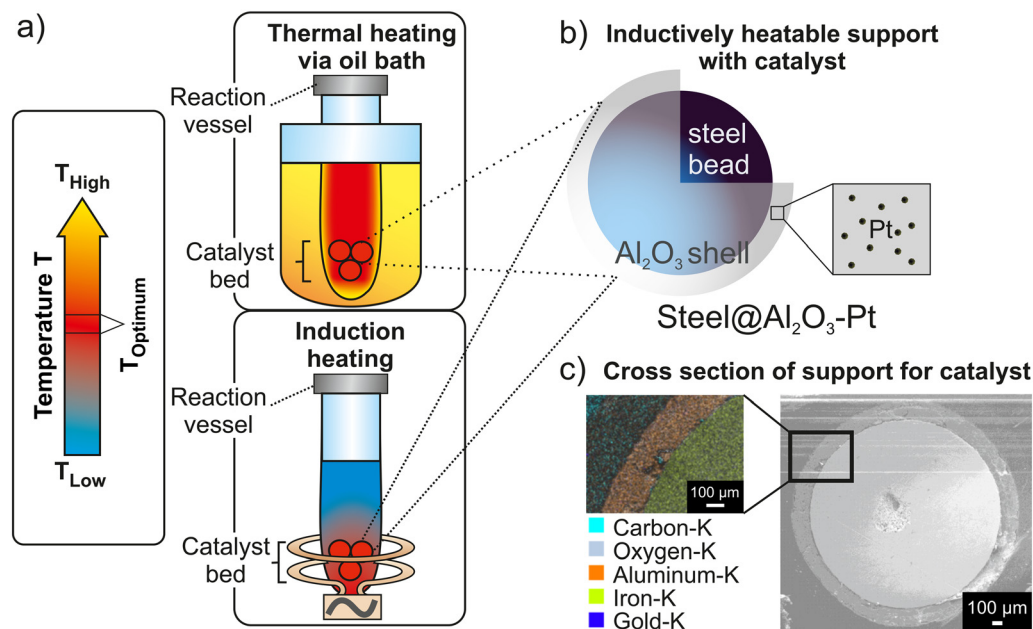 a)
Thermal heating
via oil bath
Reaction
vessel
Catalyst
bed
T_High
Temperature T
T_Optimum
T_Low
Induction
heating
Reaction
vessel
Catalyst
bed
b) Inductively heatable support
with catalyst
steel
bead
Pt
Al₂O₃ shell
Steel@Al₂O₃-Pt
c) Cross section of support for catalyst
100 µm
Carbon-K
Oxygen-K
Aluminum-K
Iron-K
Gold-K
100 µm